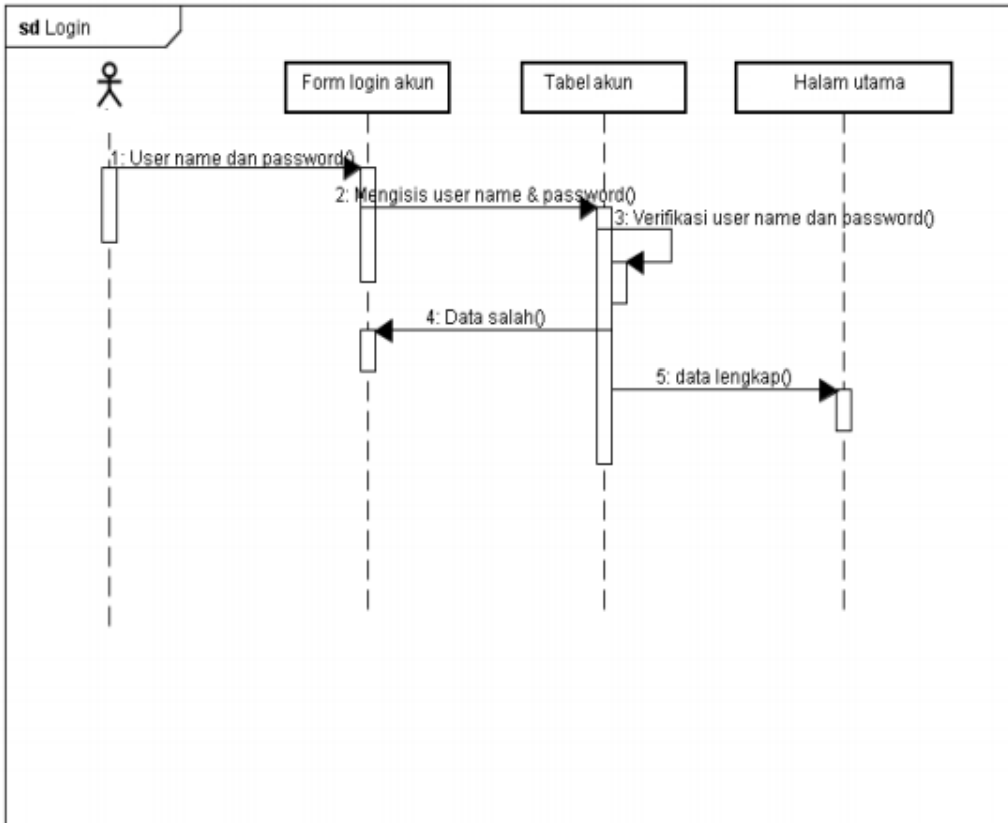 sd Login
Form login akun
Tabel akun
Halam utama
1: User name dan password()
2: Mengisis user name & password()
3: Verifikasi user name dan password()
4: Data salah()
5: data lengkap()